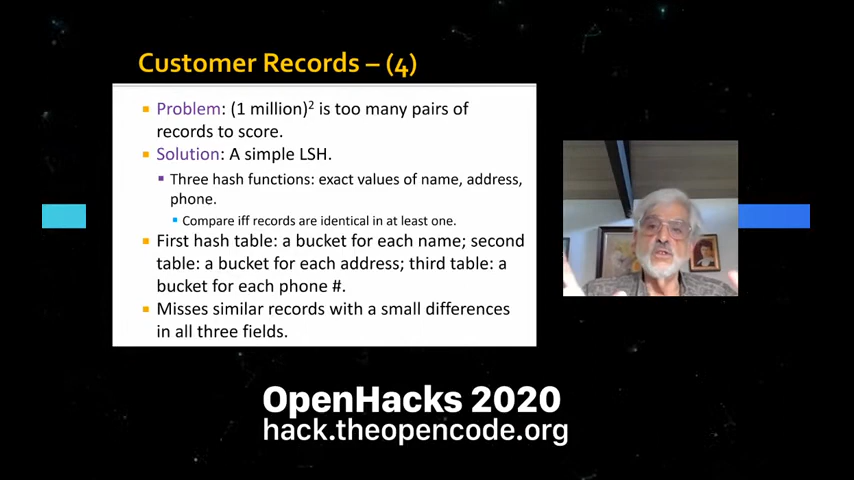 Customer Records – (4)
Problem: (1 million)² is too many pairs of
records to score.
Solution: A simple LSH.
Three hash functions: exact values of name, address,
phone.
Compare iff records are identical in at least one.
First hash table: a bucket for each name; second
table: a bucket for each address; third table: a
bucket for each phone #.
Misses similar records with a small differences
in all three fields.
OpenHacks 2020
hack.theopencode.org